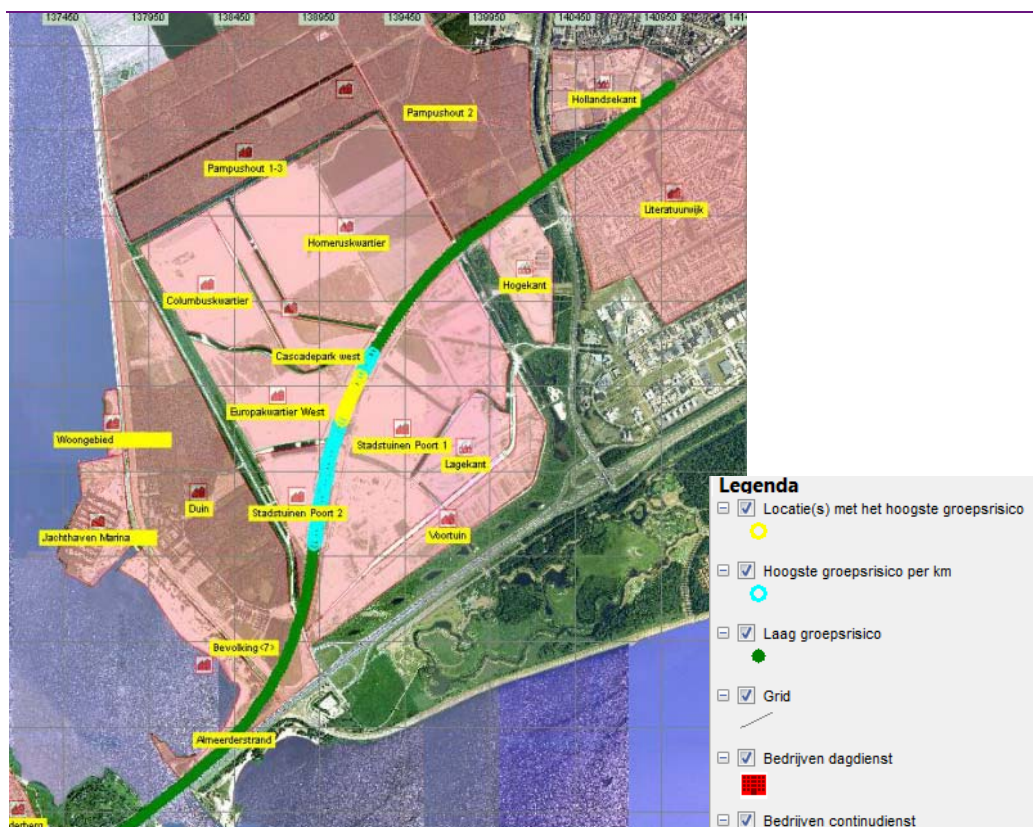 137450 137950 138450 138950 139450 139950 140450 140950 141
Hollandsekant
Pampushout 2
Pampushout 1-3
Literatuurwijk
Homeruskwartier
Hogekant
Columbuskwartier
Cascadepark west
Europakwartier West
Woongebied
Stadstuinen Poort 1
Lagekant
Duin
Stadstuinen Poort 2
Jachthaven Marina
Voortuin
Bevolking<7>
Almeerderstrand
derberg
Legenda
Locatie(s) met het hoogste groepsrisico
Hoogste groepsrisico per km
Laag groepsrisico
Grid
Bedrijven dagdienst
Bedrijven continudienst